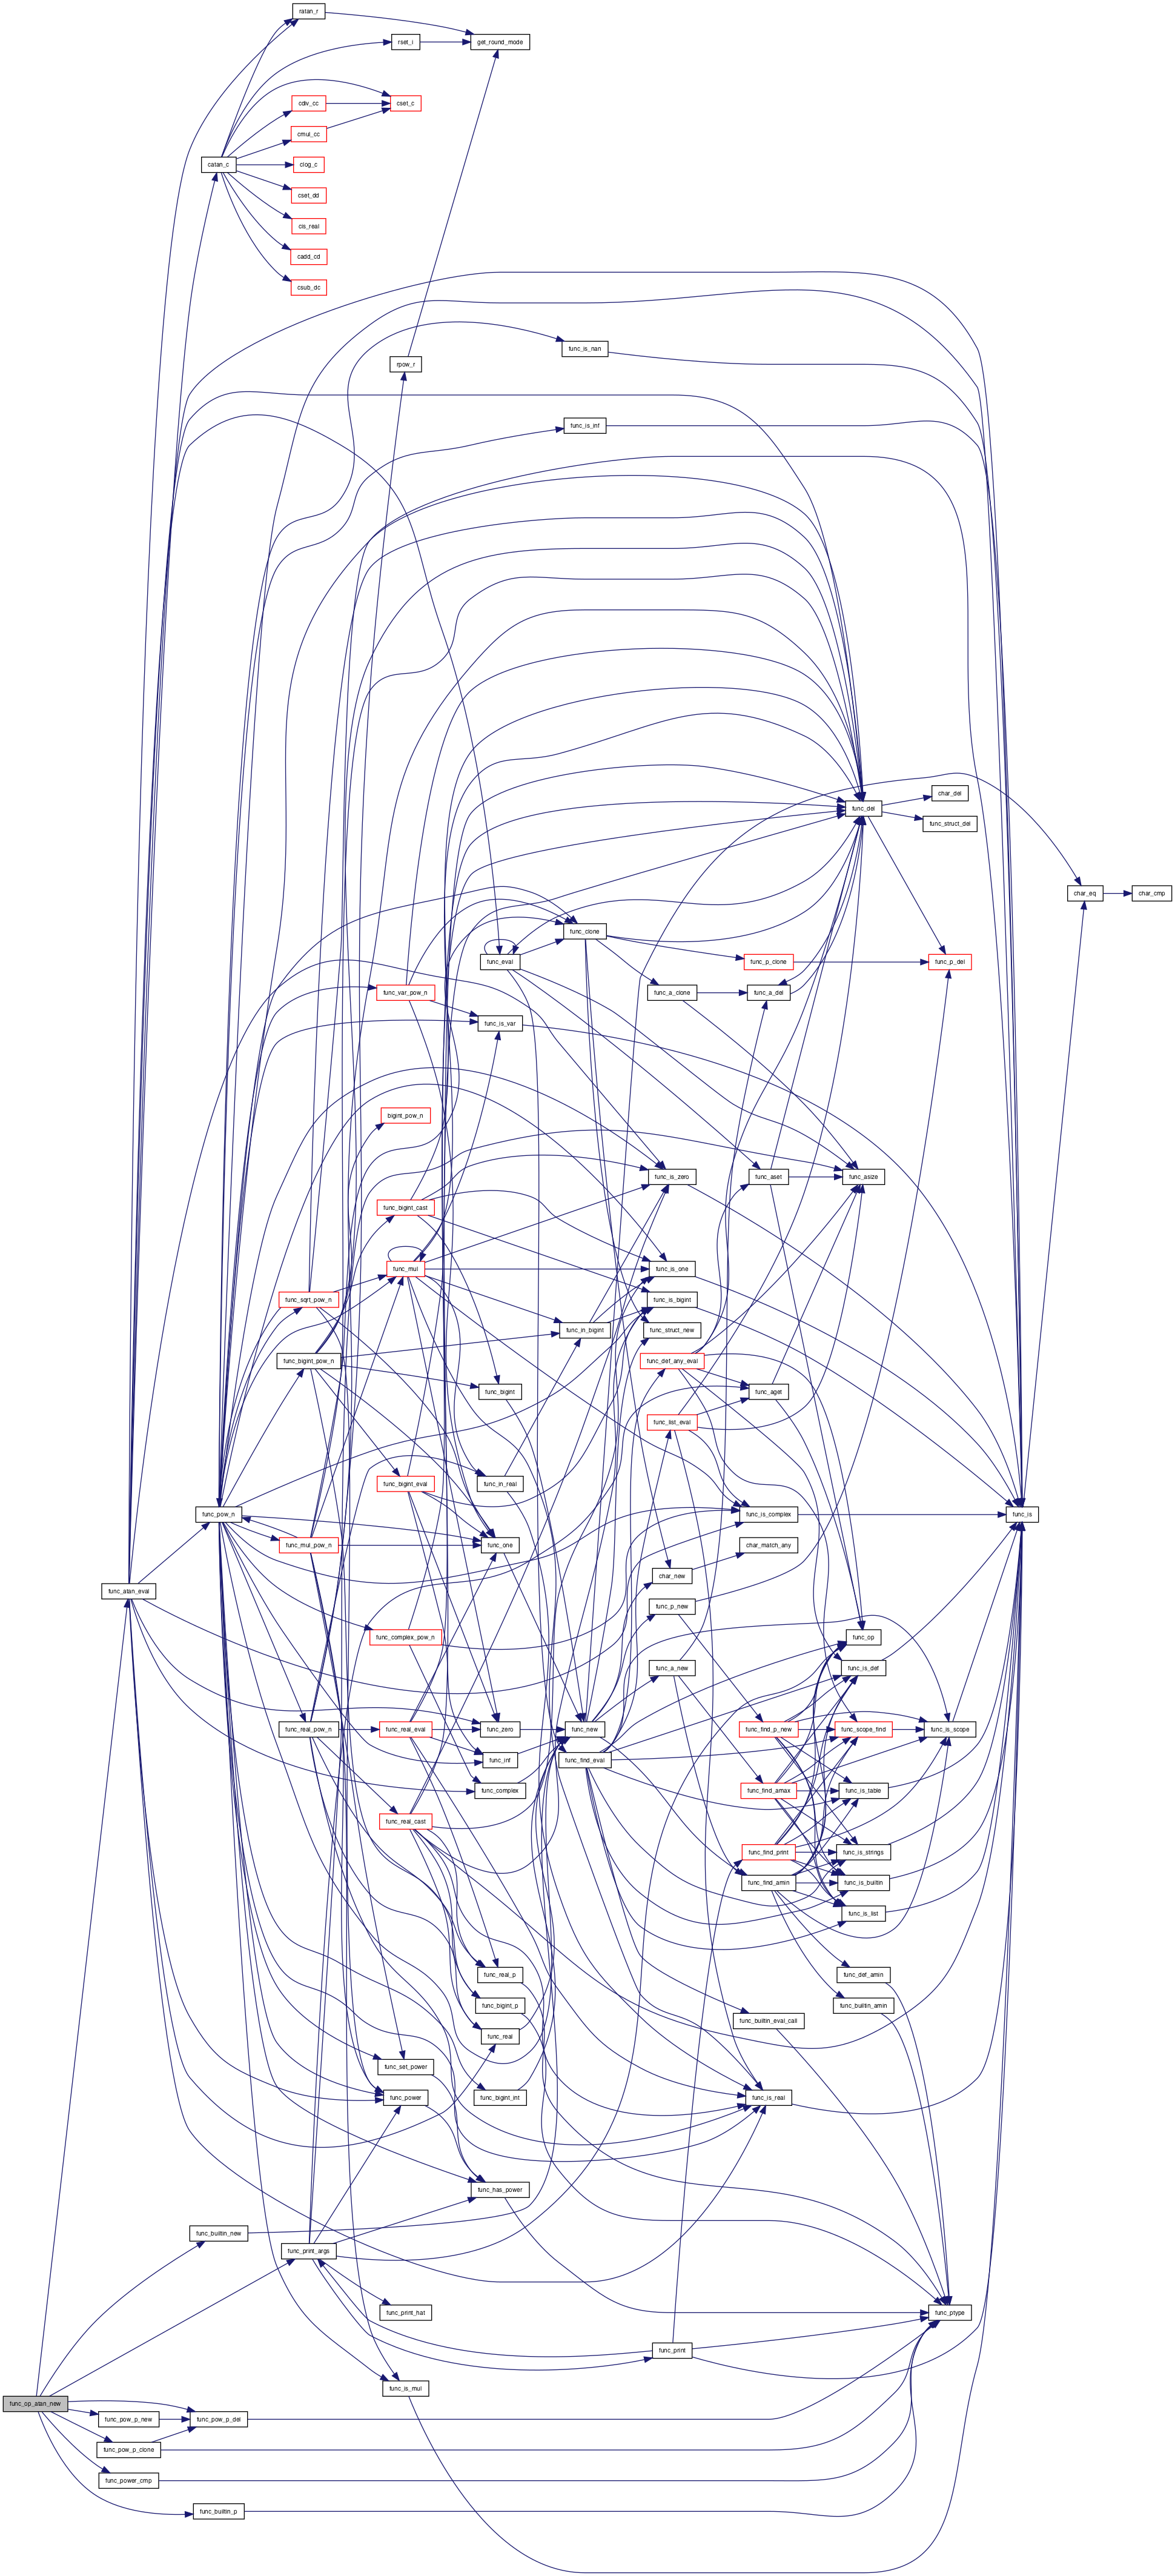 ratan_r
rset_i
get_round_mode
cdiv_cc
cset_c
cmul_cc
catan_c
clog_c
cset_dd
cis_real
cadd_cd
csub_dc
func_is_nan
rpow_r
func_is_inf
char_del
func_del
func_struct_del
char_eq
char_cmp
func_clone
func_eval
func_p_clone
func_p_del
func_var_pow_n
func_a_clone
func_a_del
func_is_var
bigint_pow_n
func_is_zero
func_aset
func_asize
func_bigint_cast
func_mul
func_is_one
func_sqrt_pow_n
func_is_bigint
func_in_bigint
func_struct_new
func_bigint_pow_n
func_def_any_eval
func_bigint
func_aget
func_list_eval
func_bigint_eval
func_in_real
func_pow_n
func_is_complex
func_is
func_mul_pow_n
func_one
char_match_any
char_new
func_atan_eval
func_p_new
func_complex_pow_n
func_op
func_a_new
func_is_def
func_real_pow_n
func_real_eval
func_zero
func_new
func_find_p_new
func_scope_find
func_is_scope
func_inf
func_find_eval
func_complex
func_find_amax
func_is_table
func_real_cast
func_find_print
func_is_strings
func_find_amin
func_is_builtin
func_is_list
func_real_p
func_def_amin
func_bigint_p
func_builtin_amin
func_builtin_eval_call
func_real
func_set_power
func_power
func_bigint_int
func_is_real
func_has_power
func_builtin_new
func_print_args
func_print_hat
func_ptype
func_print
func_is_mul
func_op_atan_new
func_pow_p_new
func_pow_p_del
func_pow_p_clone
func_power_cmp
func_builtin_p